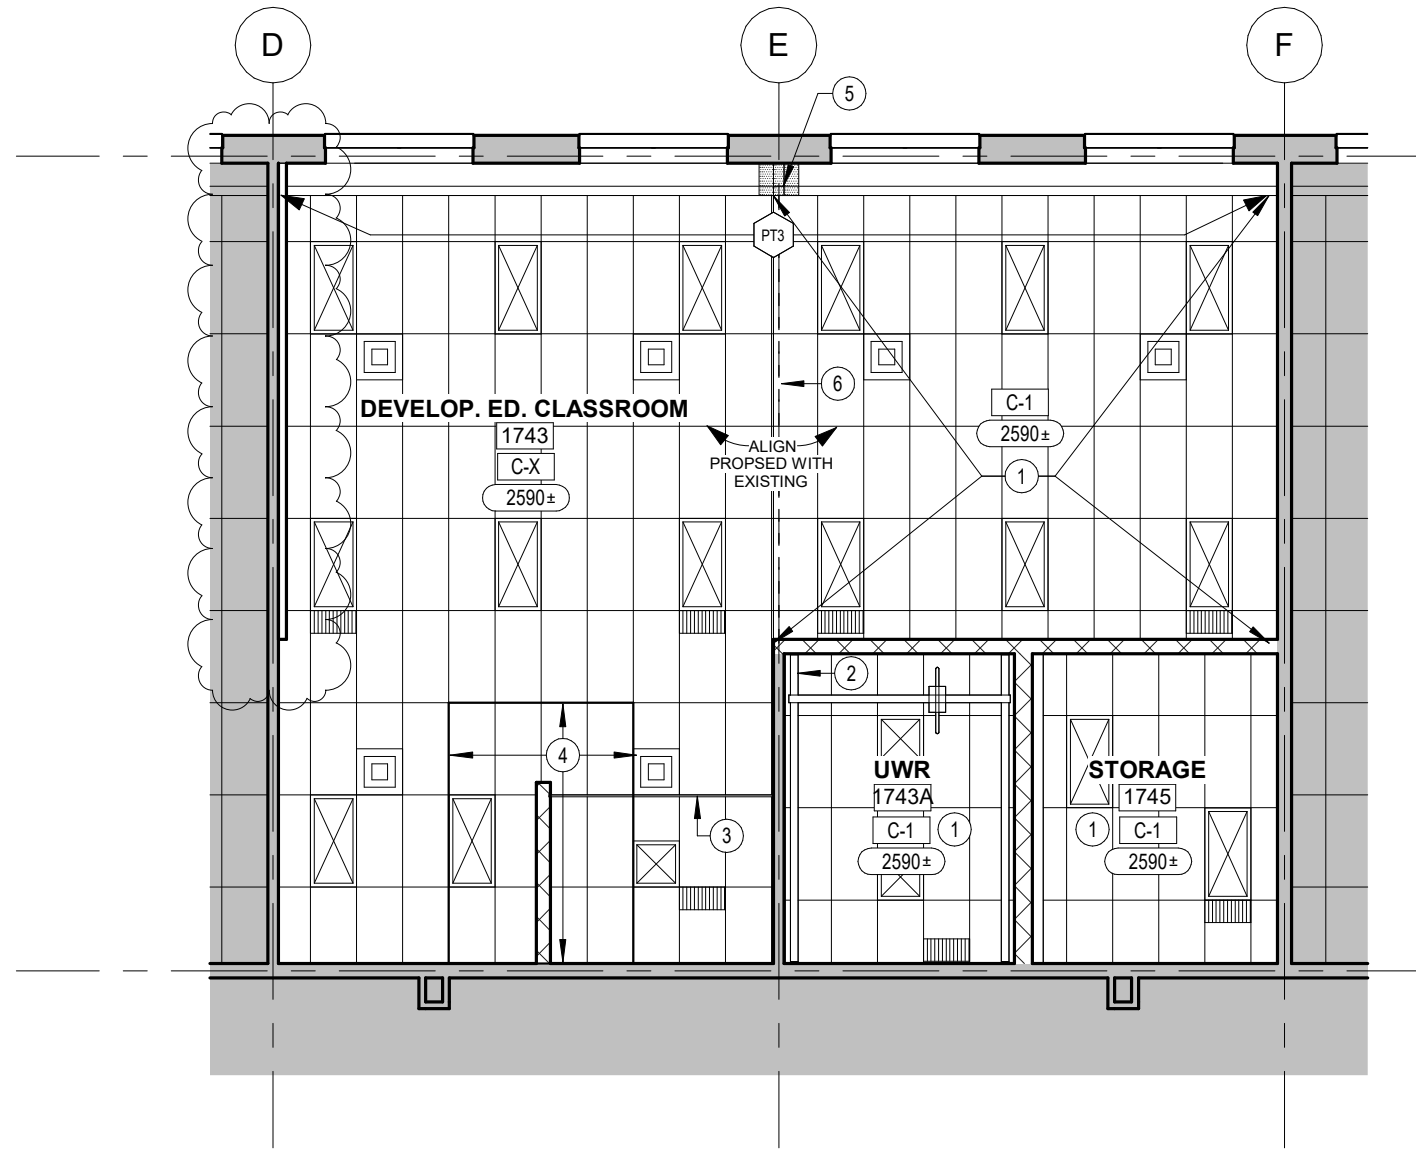 D
E
F
5
PT3
6
DEVELOP. ED. CLASSROOM
1743
C-X
2590±
ALIGN
PROPSED WITH
EXISTING
C-1
2590±
1
2
4
3
UWR
1743A
C-1
1
2590±
STORAGE
1745
1
C-1
2590±